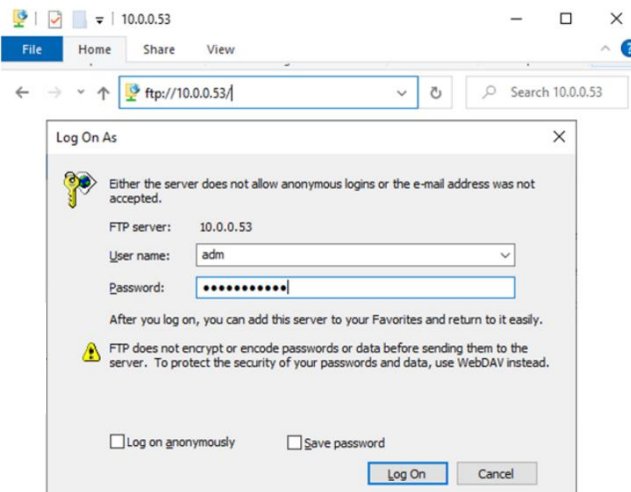 10.0.0.53
File Home Share View
ftp://10.0.0.53/ Search 10.0.0.53
Log On As
Either the server does not allow anonymous logins or the e-mail address was not
accepted.
FTP server: 10.0.0.53
User name: adm
Password: ●●●●●●●●●●●
After you log on, you can add this server to your Favorites and return to it easily.
FTP does not encrypt or encode passwords or data before sending them to the
server. To protect the security of your passwords and data, use WebDAV instead.
Log on anonymously Save password
Log On Cancel